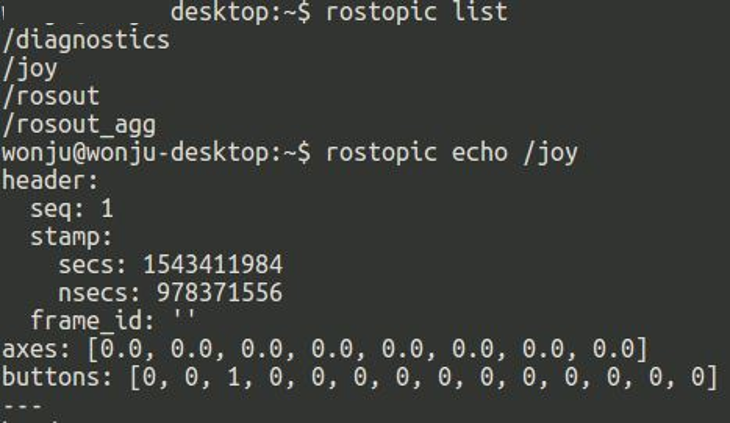 desktop:~$ rostopic list
/diagnostics
/joy
/rosout
/rosout_agg
wonju@wonju-desktop:~$ rostopic echo /joy
header:
  seq: 1
  stamp:
    secs: 1543411984
    nsecs: 978371556
  frame_id: ''
axes: [0.0, 0.0, 0.0, 0.0, 0.0, 0.0, 0.0, 0.0]
buttons: [0, 0, 1, 0, 0, 0, 0, 0, 0, 0, 0, 0, 0, 0]
---